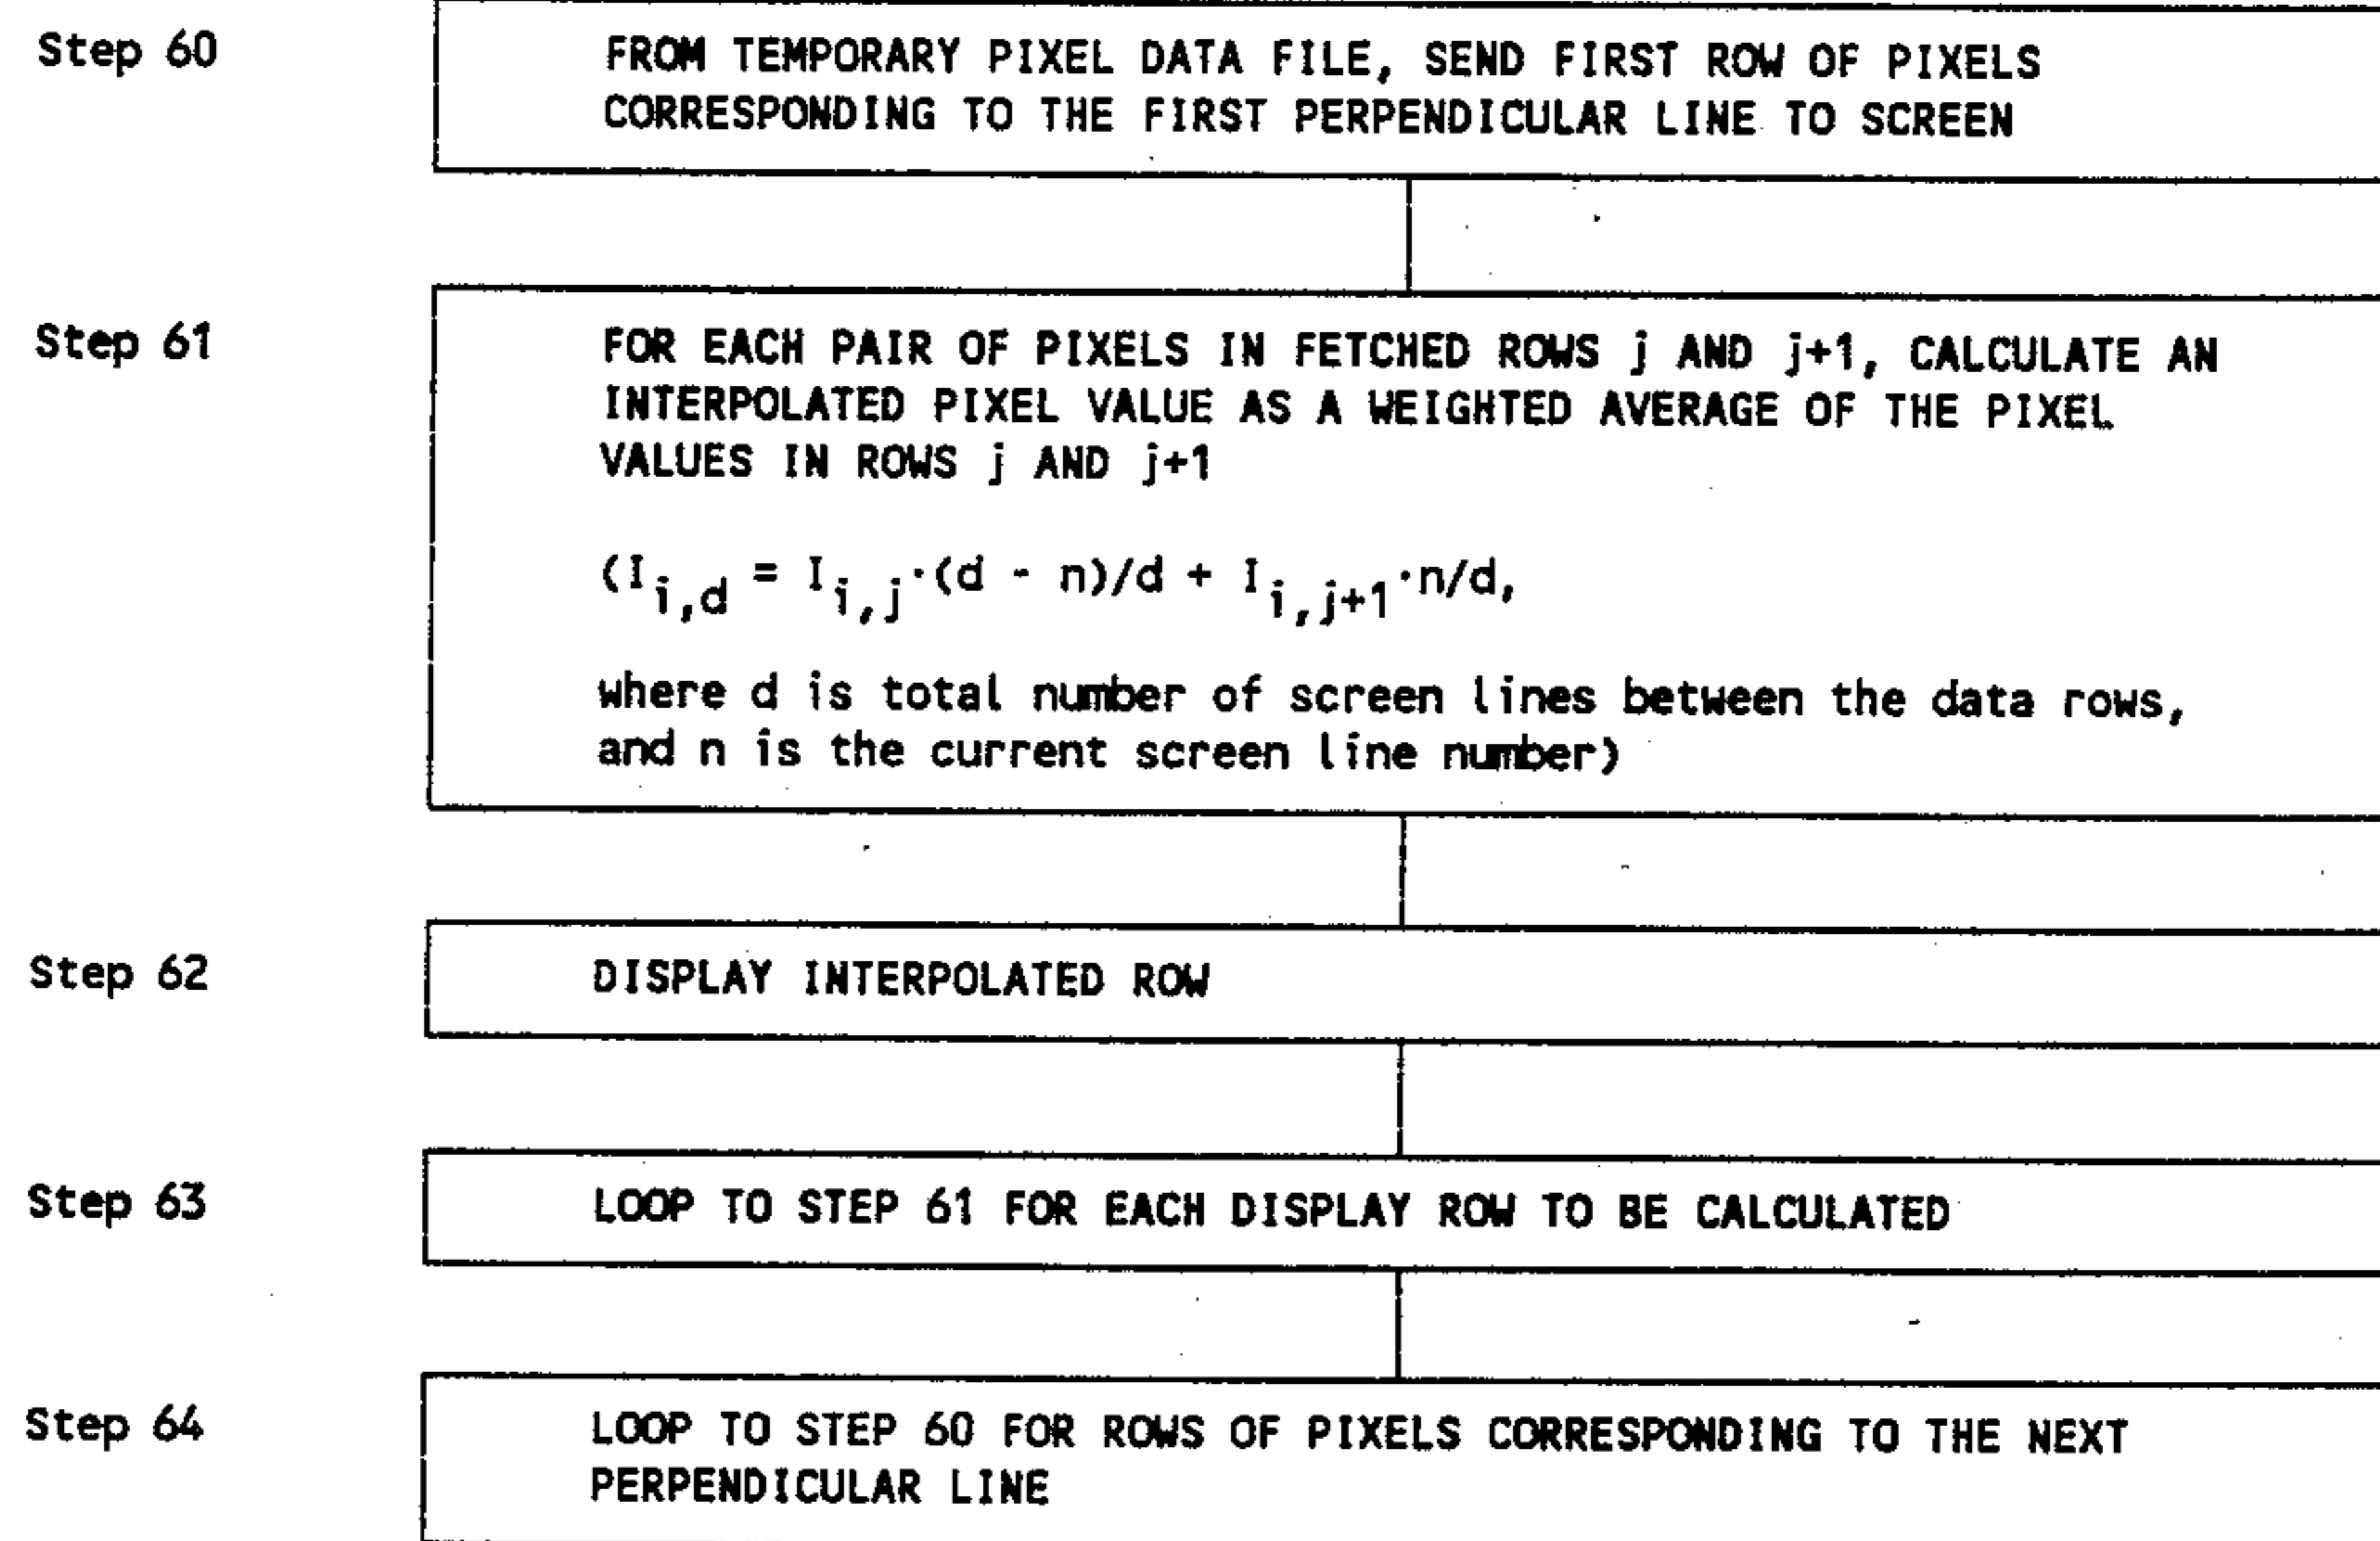 Step 60
FROM TEMPORARY PIXEL DATA FILE, SEND FIRST ROW OF PIXELS
CORRESPONDING TO THE FIRST PERPENDICULAR LINE TO SCREEN
Step 61
FOR EACH PAIR OF PIXELS IN FETCHED ROWS j AND j+1, CALCULATE AN
INTERPOLATED PIXEL VALUE AS A WEIGHTED AVERAGE OF THE PIXEL
VALUES IN ROWS j AND j+1
(I i,d = I i,j·(d - n)/d + I i,j+1·n/d,
where d is total number of screen lines between the data rows,
and n is the current screen line number)
Step 62
DISPLAY INTERPOLATED ROW
Step 63
LOOP TO STEP 61 FOR EACH DISPLAY ROW TO BE CALCULATED
Step 64
LOOP TO STEP 60 FOR ROWS OF PIXELS CORRESPONDING TO THE NEXT
PERPENDICULAR LINE